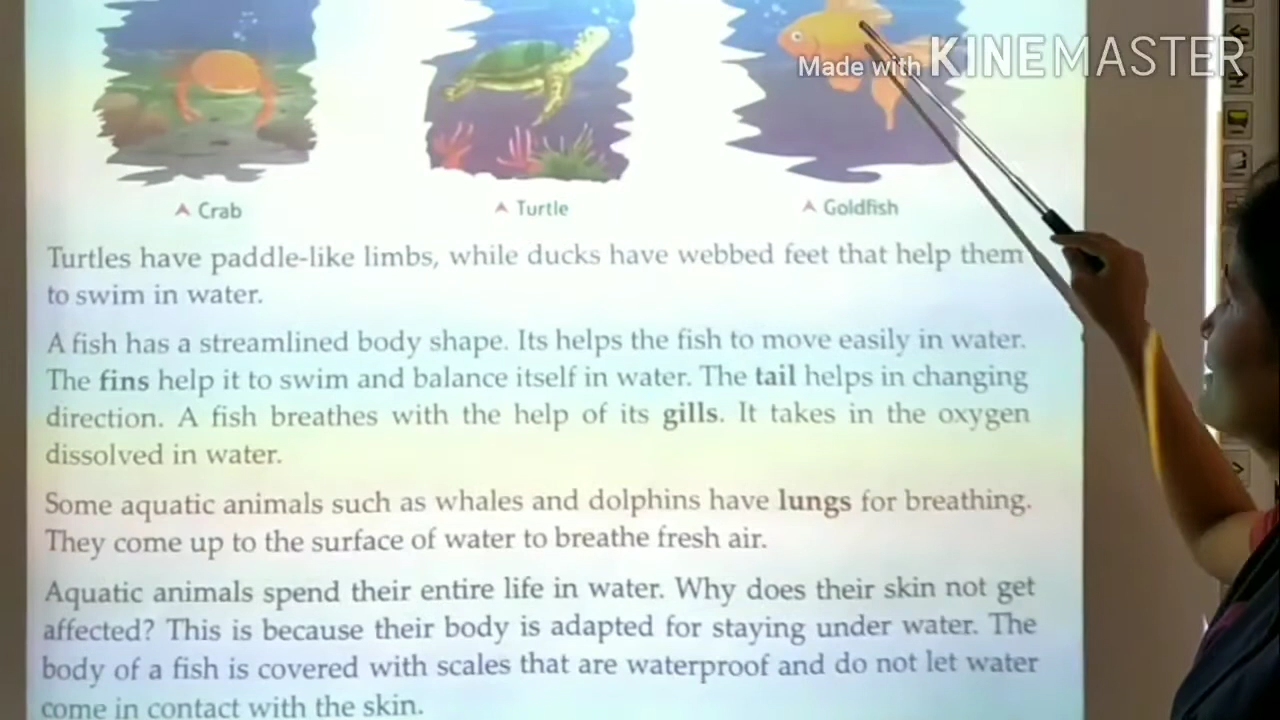 Made with KINEMASTER
Crab
Turtle
Goldfish
Turtles have paddle-like limbs, while ducks have webbed feet that help them
to swim in water.
A fish has a streamlined body shape. Its helps the fish to move easily in water.
The fins help it to swim and balance itself in water. The tail helps in changing
direction. A fish breathes with the help of its gills. It takes in the oxygen
dissolved in water.
Some aquatic animals such as whales and dolphins have lungs for breathing.
They come up to the surface of water to breathe fresh air.
Aquatic animals spend their entire life in water. Why does their skin not get
affected? This is because their body is adapted for staying under water. The
body of a fish is covered with scales that are waterproof and do not let water
come in contact with the skin.